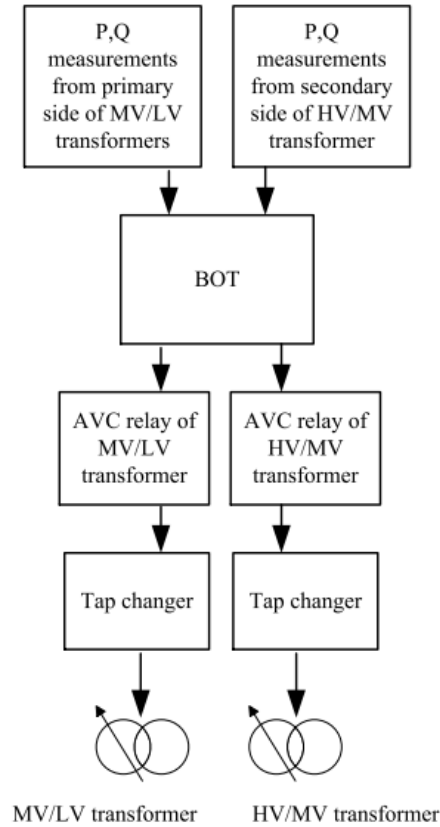 P,Q
measurements
from primary
side of MV/LV
transformers
P,Q
measurements
from secondary
side of HV/MV
transformer
BOT
AVC relay of
MV/LV
transformer
AVC relay of
HV/MV
transformer
Tap changer
Tap changer
MV/LV transformer
HV/MV transformer